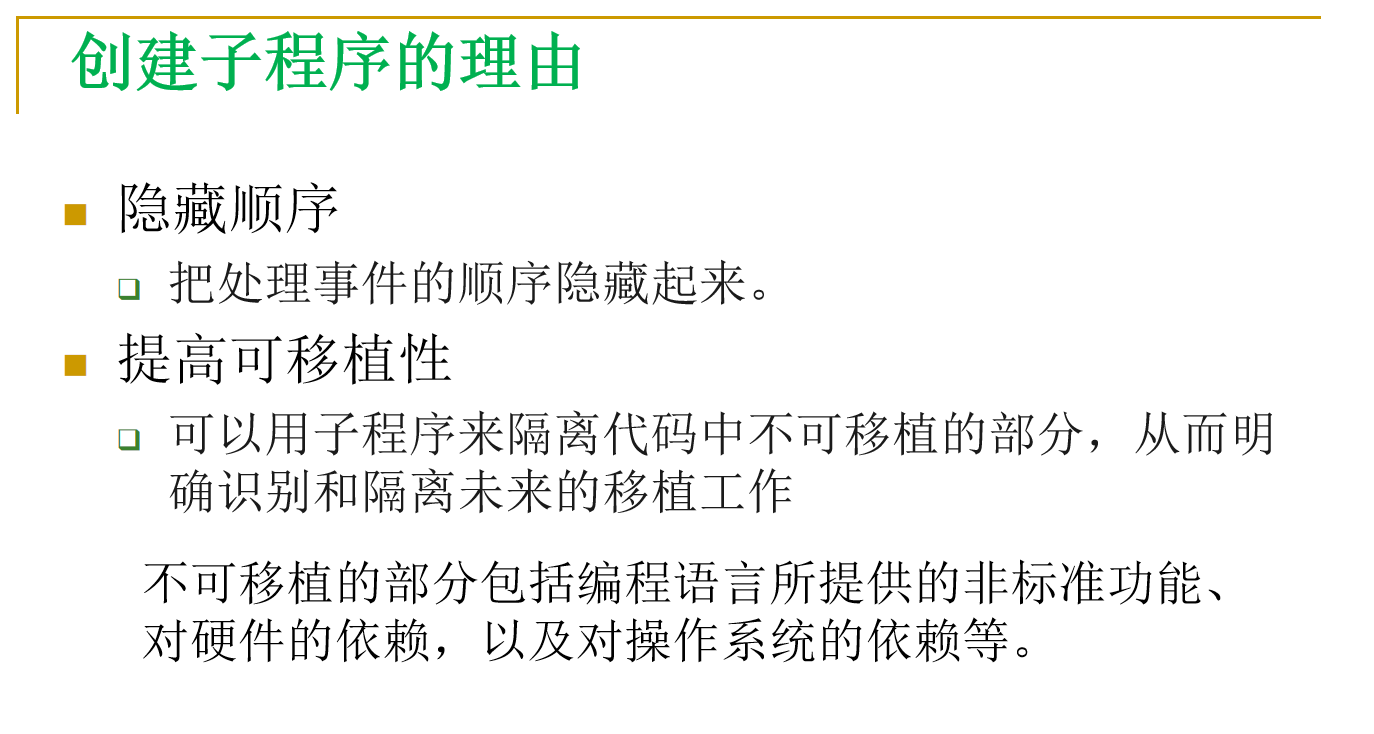 创建子程序的理由
隐藏顺序
把处理事件的顺序隐藏起来。
提高可移植性
可以用子程序来隔离代码中不可移植的部分，从而明
确识别和隔离未来的移植工作
不可移植的部分包括编程语言所提供的非标准功能、
对硬件的依赖，以及对操作系统的依赖等。